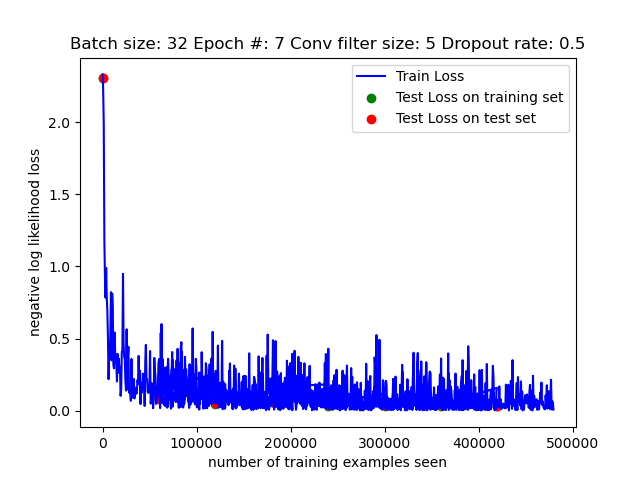 Batch size: 32 Epoch #: 7 Conv filter size: 5 Dropout rate: 0.5
Train Loss
Test Loss on training set
Test Loss on test set
negative log likelihood loss
2.0
1.5
1.0
0.5
0.0
0 100000 200000 300000 400000 500000
number of training examples seen